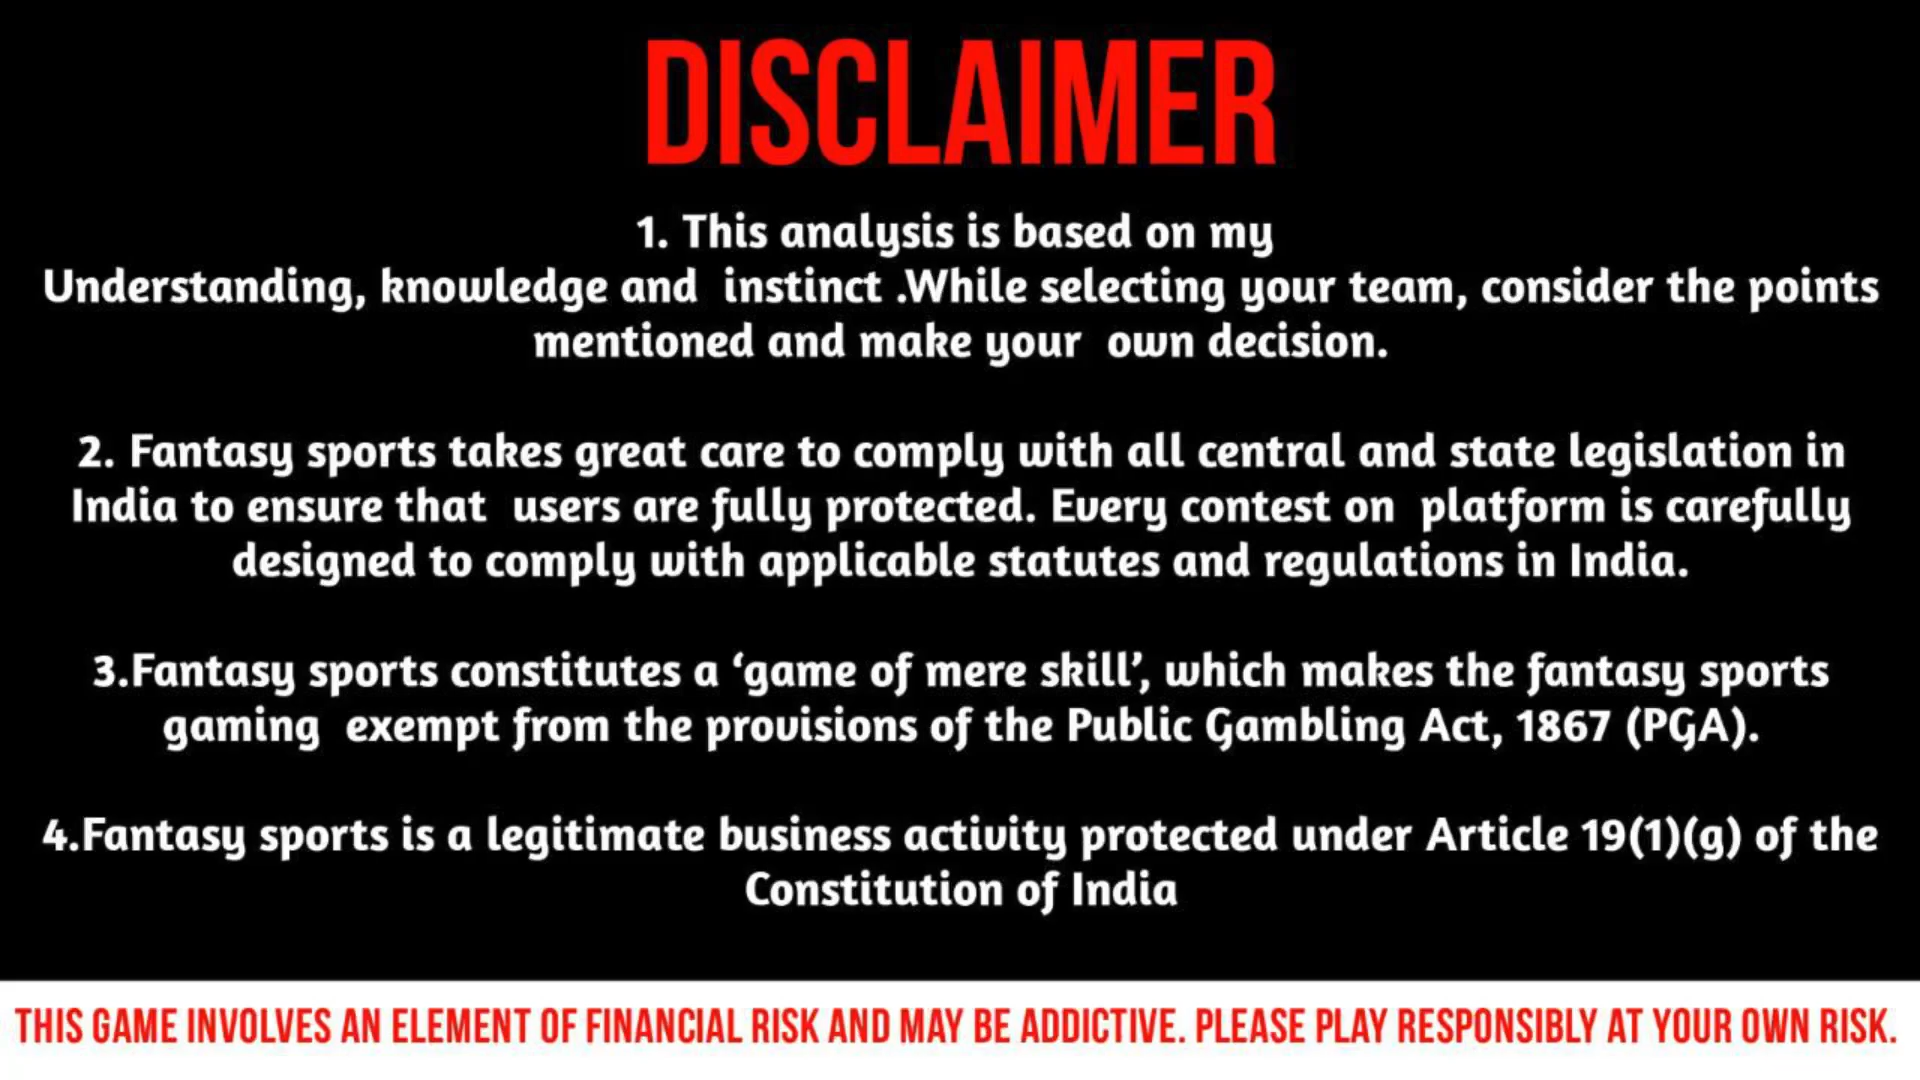 DISCLAIMER
1. This analysis is based on my
Understanding, knowledge and instinct .While selecting your team, consider the points
mentioned and make your own decision.
2. Fantasy sports takes great care to comply with all central and state legislation in
India to ensure that users are fully protected. Every contest on platform is carefully
designed to comply with applicable statutes and regulations in India.
3.Fantasy sports constitutes a ‘game of mere skill’, which makes the fantasy sports
gaming exempt from the provisions of the Public Gambling Act, 1867 (PGA).
4.Fantasy sports is a legitimate business activity protected under Article 19(1)(g) of the
Constitution of India
THIS GAME INVOLVES AN ELEMENT OF FINANCIAL RISK AND MAY BE ADDICTIVE. PLEASE PLAY RESPONSIBLY AT YOUR OWN RISK.